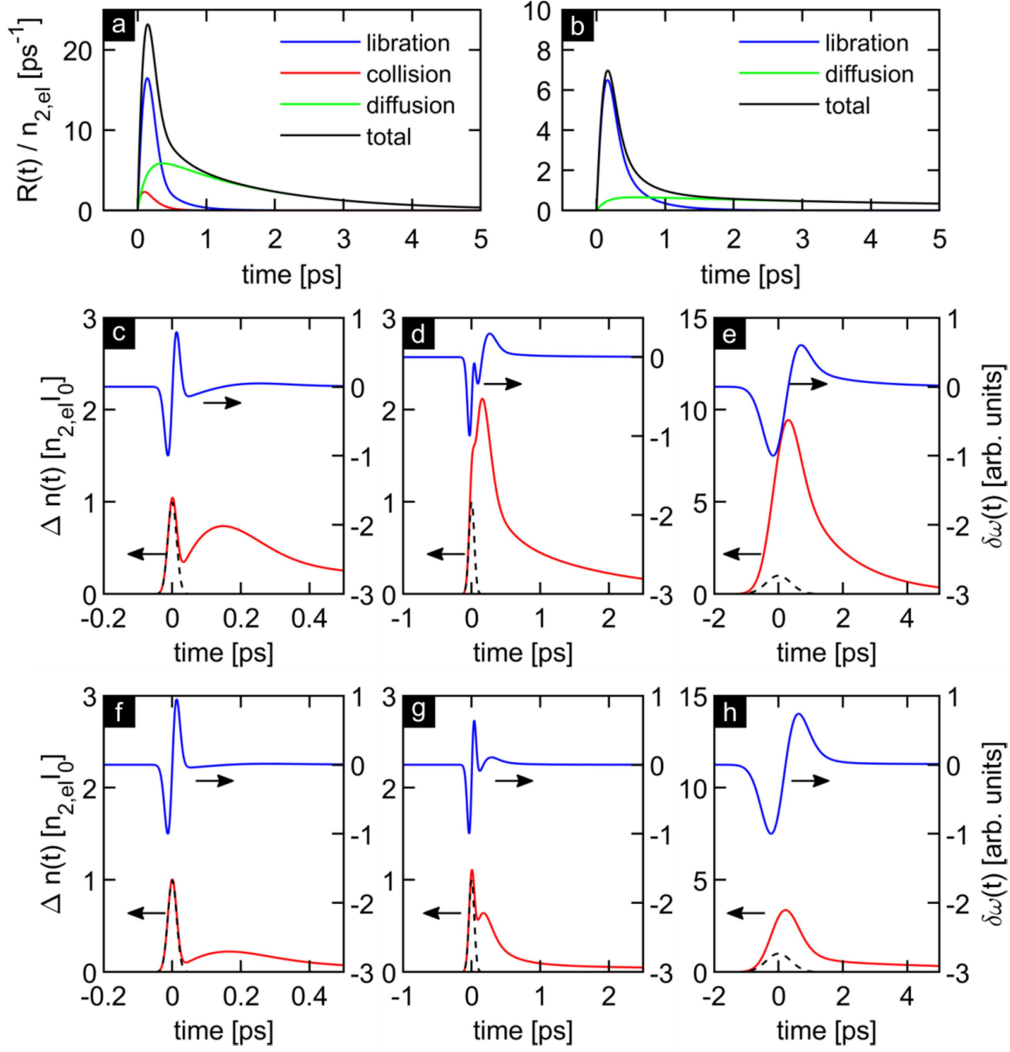 a
R(t) / n2,el [ps-1]
20
10
0
libration
collision
diffusion
total
0 1 2 3 4 5
time [ps]
b
10
8
6
4
2
0
libration
diffusion
total
0 1 2 3 4 5
time [ps]
c
Δ n(t) [n2,elI0]
3
2
1
0
1
0
-1
-2
-3
-0.2 0 0.2 0.4
time [ps]
d
3
2
1
0
0
-1
-2
-3
-1 0 1 2
time [ps]
e
15
10
5
0
1
0
-1
-2
-3
-2 0 2 4
time [ps]
δω(t) [arb. units]
f
Δ n(t) [n2,elI0]
3
2
1
0
1
0
-1
-2
-3
-0.2 0 0.2 0.4
time [ps]
g
3
2
1
0
1
0
-1
-2
-3
-1 0 1 2
time [ps]
h
15
10
5
0
1
0
-1
-2
-3
-2 0 2 4
time [ps]
δω(t) [arb. units]